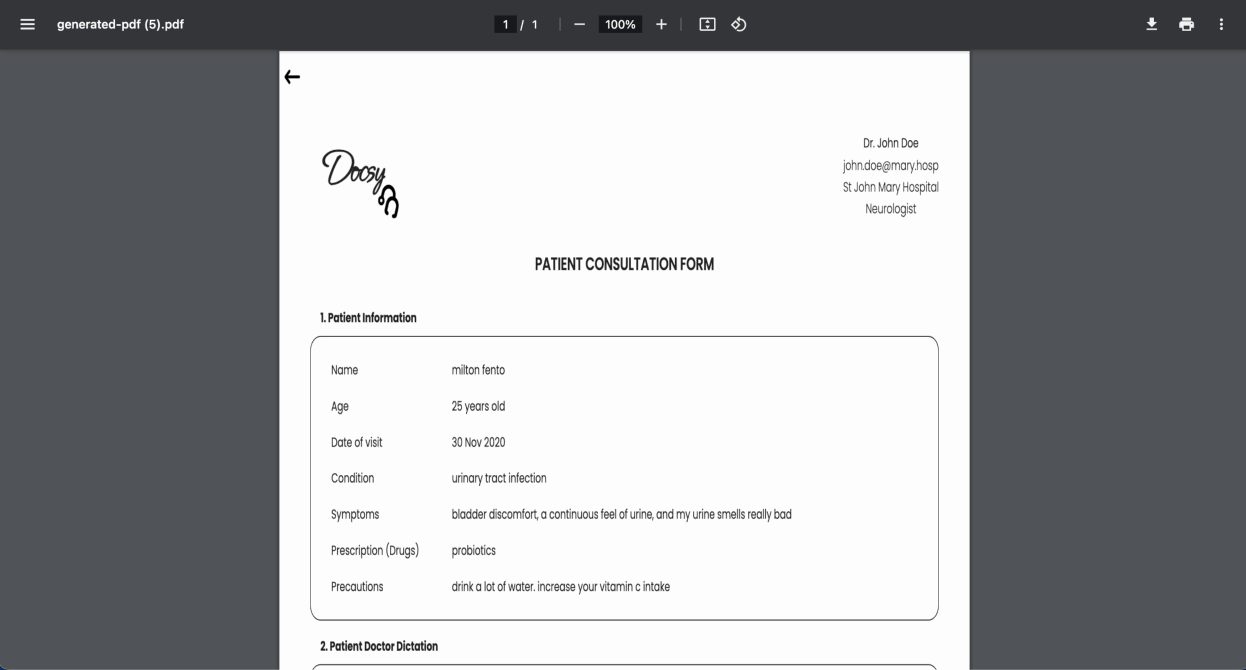 generated-pdf (5).pdf
1 / 1
100%
Docsy
Dr. John Doe
john.doe@mary.hosp
St John Mary Hospital
Neurologist
PATIENT CONSULTATION FORM
1. Patient Information
Name milton fento
Age 25 years old
Date of visit 30 Nov 2020
Condition urinary tract infection
Symptoms bladder discomfort, a continuous feel of urine, and my urine smells really bad
Prescription (Drugs) probiotics
Precautions drink a lot of water. increase your vitamin c intake
2. Patient Doctor Dictation